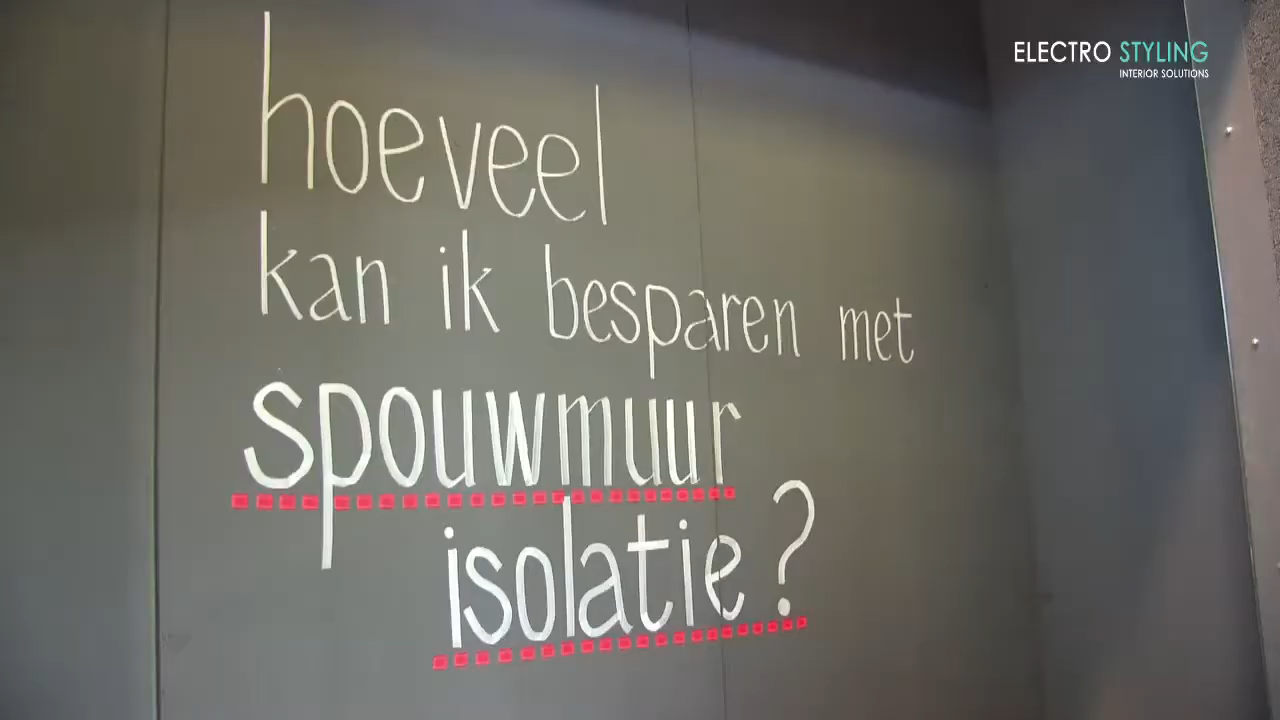 ELECTRO STYLING
INTERIOR SOLUTIONS
hoeveel
kan ik besparen met
spouwmuur
isolatie?